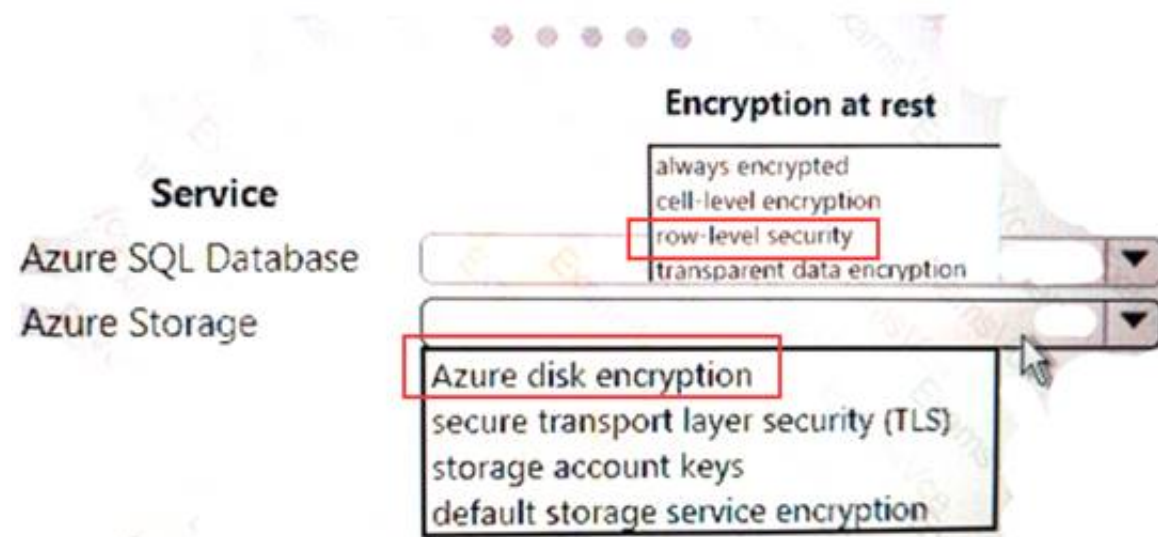 Encryption at rest
always encrypted
cell-level encryption
row-level security
transparent data encryption
Service
Azure SQL Database
Azure Storage
Azure disk encryption
secure transport layer security (TLS)
storage account keys
default storage service encryption